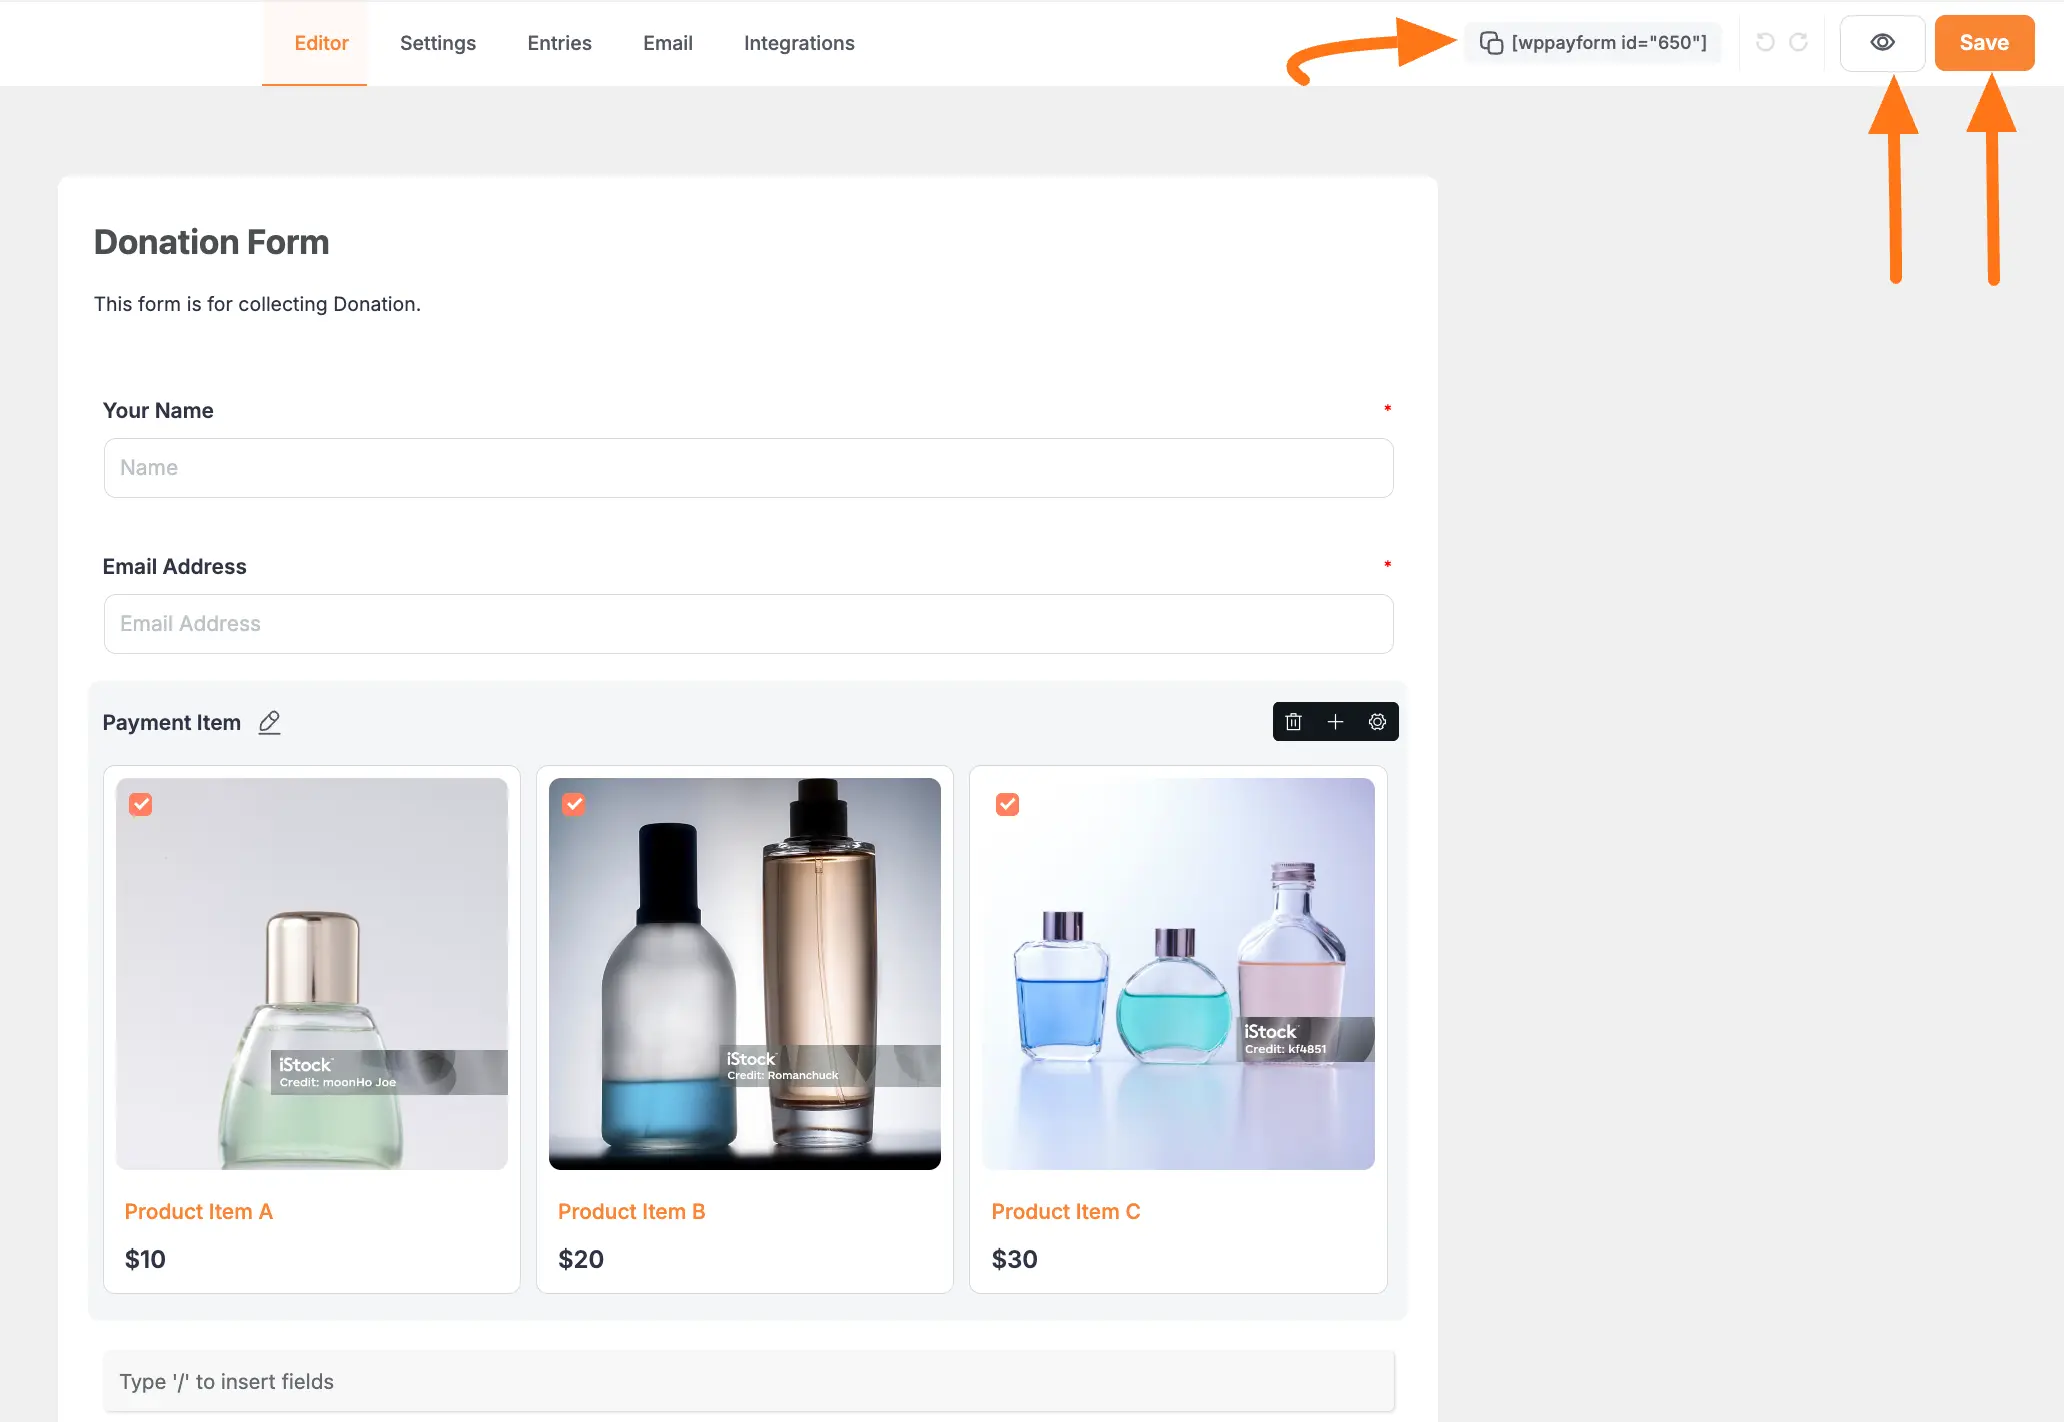 Editor Settings Entries Email Integrations [wppayform id="650"] Save
Donation Form
This form is for collecting Donation.
Your Name *
Name
Email Address *
Email Address
Payment Item
iStock
Credit: moonHo Joe
iStock
Credit: Romanchuck
iStock
Credit: kf4851
Product Item A
$10
Product Item B
$20
Product Item C
$30
Type '/' to insert fields